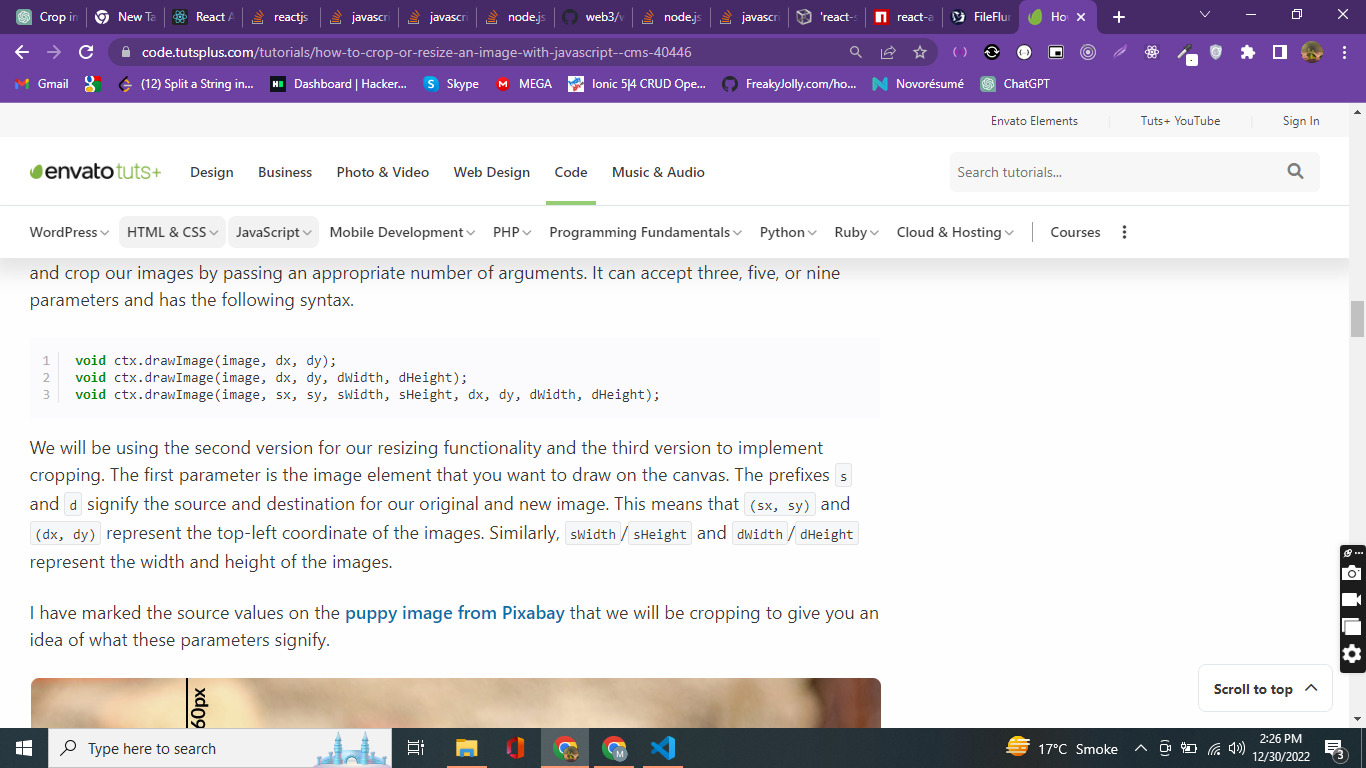 Crop in
New Ta
React A
reactjs
javascri
javascri
node.js
web3/w
node.js
javascri
'react-s
react-a
FileFlur
Ho
code.tutsplus.com/tutorials/how-to-crop-or-resize-an-image-with-javascript--cms-40446
Gmail
(12) Split a String in...
Dashboard | Hacker...
Skype
MEGA
Ionic 5|4 CRUD Ope...
FreakyJolly.com/ho...
Novorésumé
ChatGPT
Envato Elements
Tuts+ YouTube
Sign In
envato tuts+
Design
Business
Photo & Video
Web Design
Code
Music & Audio
Search tutorials...
WordPress
HTML & CSS
JavaScript
Mobile Development
PHP
Programming Fundamentals
Python
Ruby
Cloud & Hosting
Courses
and crop our images by passing an appropriate number of arguments. It can accept three, five, or nine
parameters and has the following syntax.
1 void ctx.drawImage(image, dx, dy);
2 void ctx.drawImage(image, dx, dy, dWidth, dHeight);
3 void ctx.drawImage(image, sx, sy, sWidth, sHeight, dx, dy, dWidth, dHeight);
We will be using the second version for our resizing functionality and the third version to implement
cropping. The first parameter is the image element that you want to draw on the canvas. The prefixes s
and d signify the source and destination for our original and new image. This means that (sx, sy) and
(dx, dy) represent the top-left coordinate of the images. Similarly, sWidth/sHeight and dWidth/dHeight
represent the width and height of the images.
I have marked the source values on the puppy image from Pixabay that we will be cropping to give you an
idea of what these parameters signify.
60px
Scroll to top
Type here to search
17°C Smoke
2:26 PM
12/30/2022
3